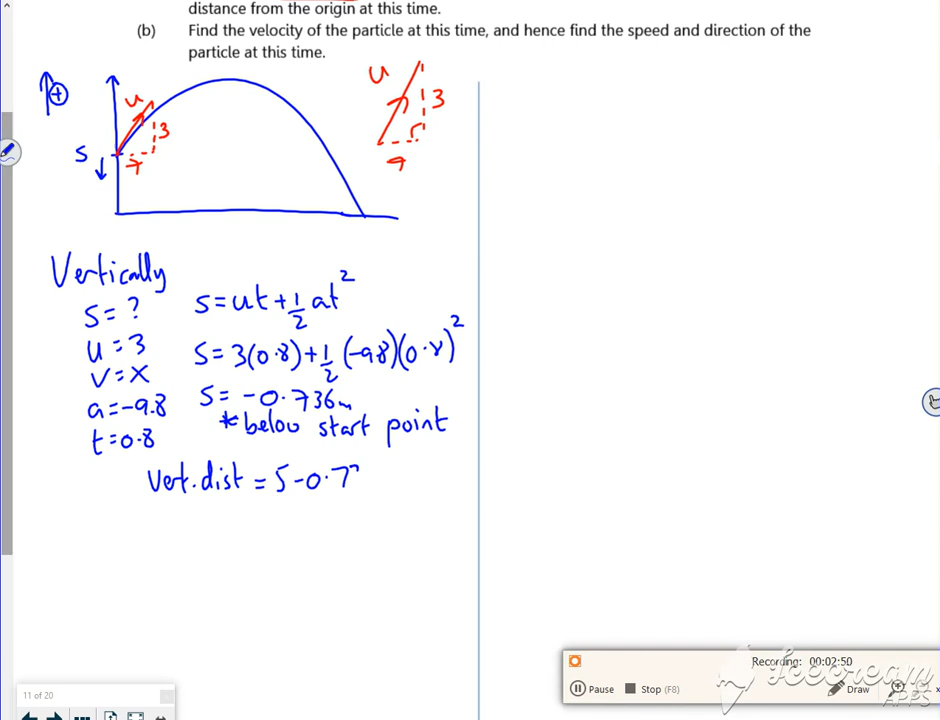 distance from the origin at this time.
(b) Find the velocity of the particle at this time, and hence find the speed and direction of the
particle at this time.
+
u
3
7
5
u
3
7
Vertically
s = ?
u = 3
v = x
a = -9.8
t = 0.8
s = ut + 1/2 at²
s = 3(0.8) + 1/2 (-9.8)(0.8)²
s = -0.736m
* below start point
Vert. dist = 5 - 0.7
Recording: 00:02:50
Pause Stop (F8) Draw
Icecream
APPS
11 of 20